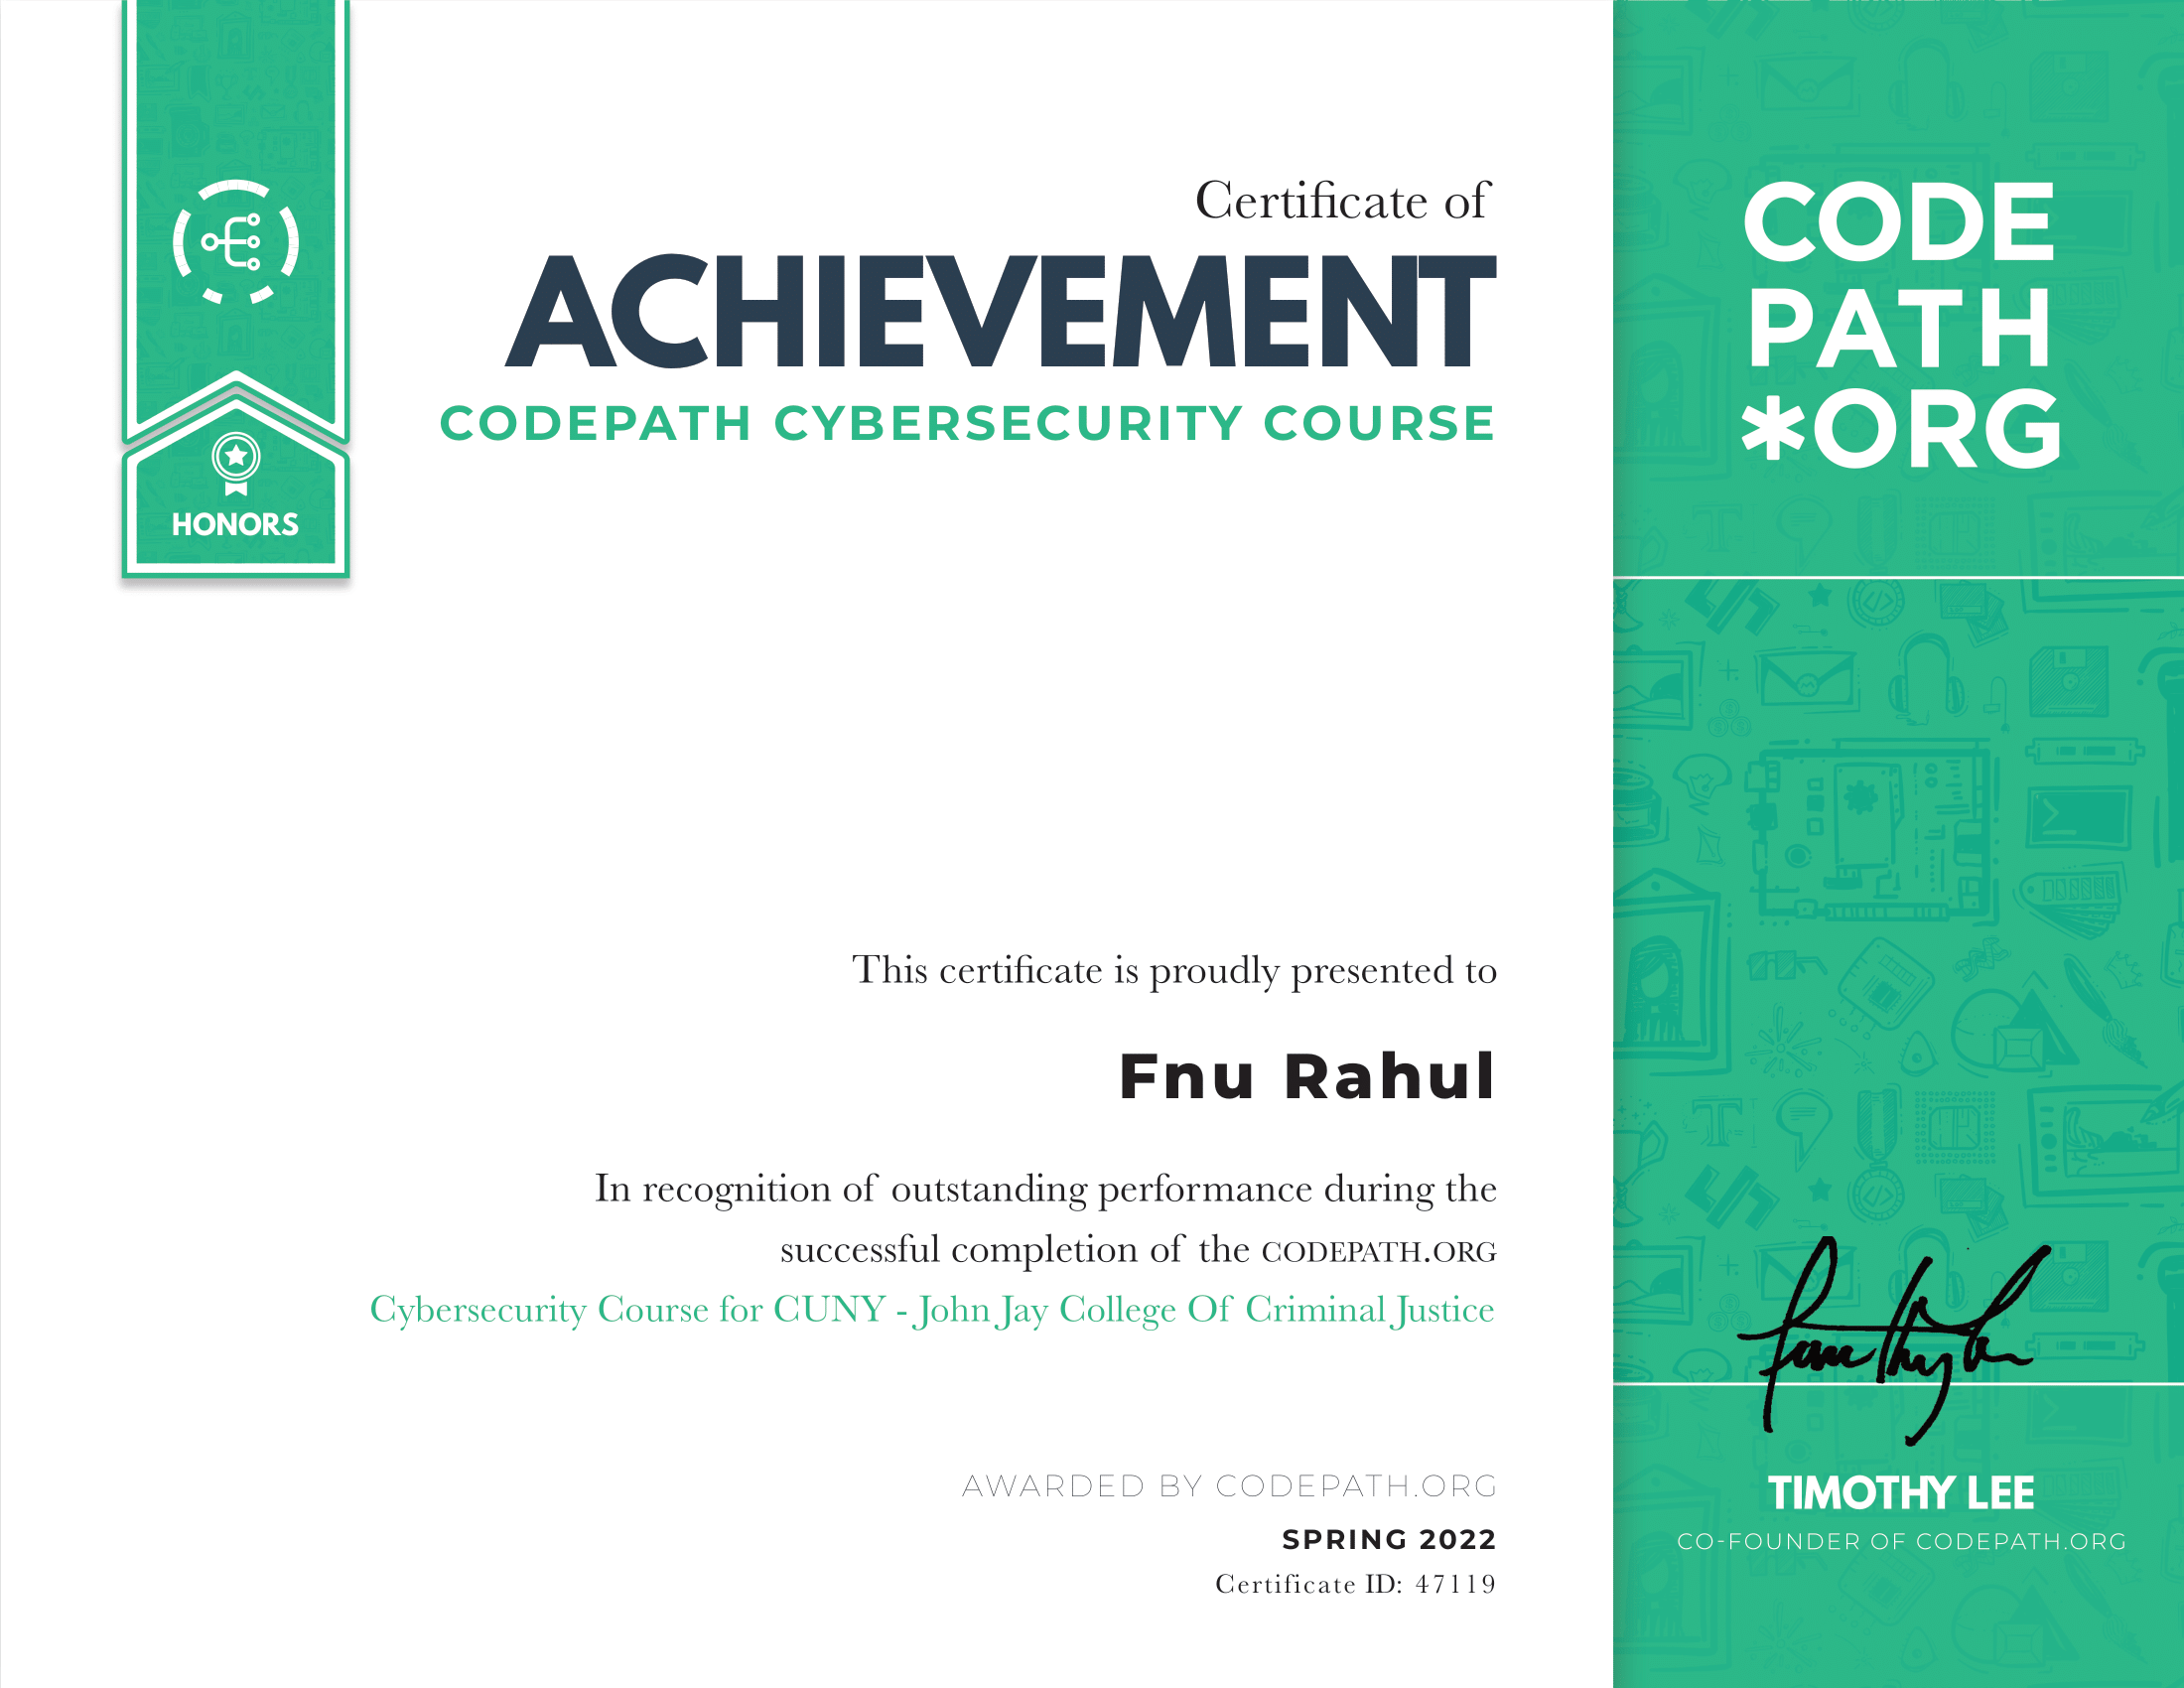 Certificate of
ACHIEVEMENT
CODEPATH CYBERSECURITY COURSE
HONORS
CODE
PATH
*ORG
This certificate is proudly presented to
Fnu Rahul
In recognition of outstanding performance during the
successful completion of the CODEPATH.ORG
Cybersecurity Course for CUNY - John Jay College Of Criminal Justice
AWARDED BY CODEPATH.ORG
SPRING 2022
Certificate ID: 47119
TIMOTHY LEE
CO-FOUNDER OF CODEPATH.ORG